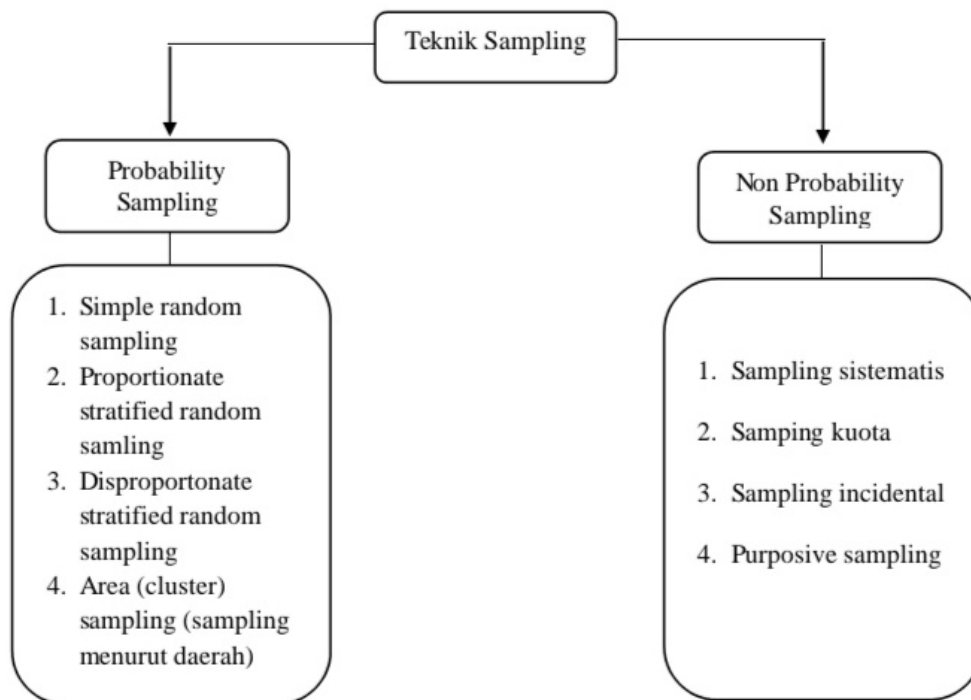 Teknik Sampling
Probability
Sampling
1. Simple random
sampling
2. Proportionate
stratified random
samling
3. Disproportonate
stratified random
sampling
4. Area (cluster)
sampling (sampling
menurut daerah)
Non Probability
Sampling
1. Sampling sistematis
2. Samping kuota
3. Sampling incidental
4. Purposive sampling